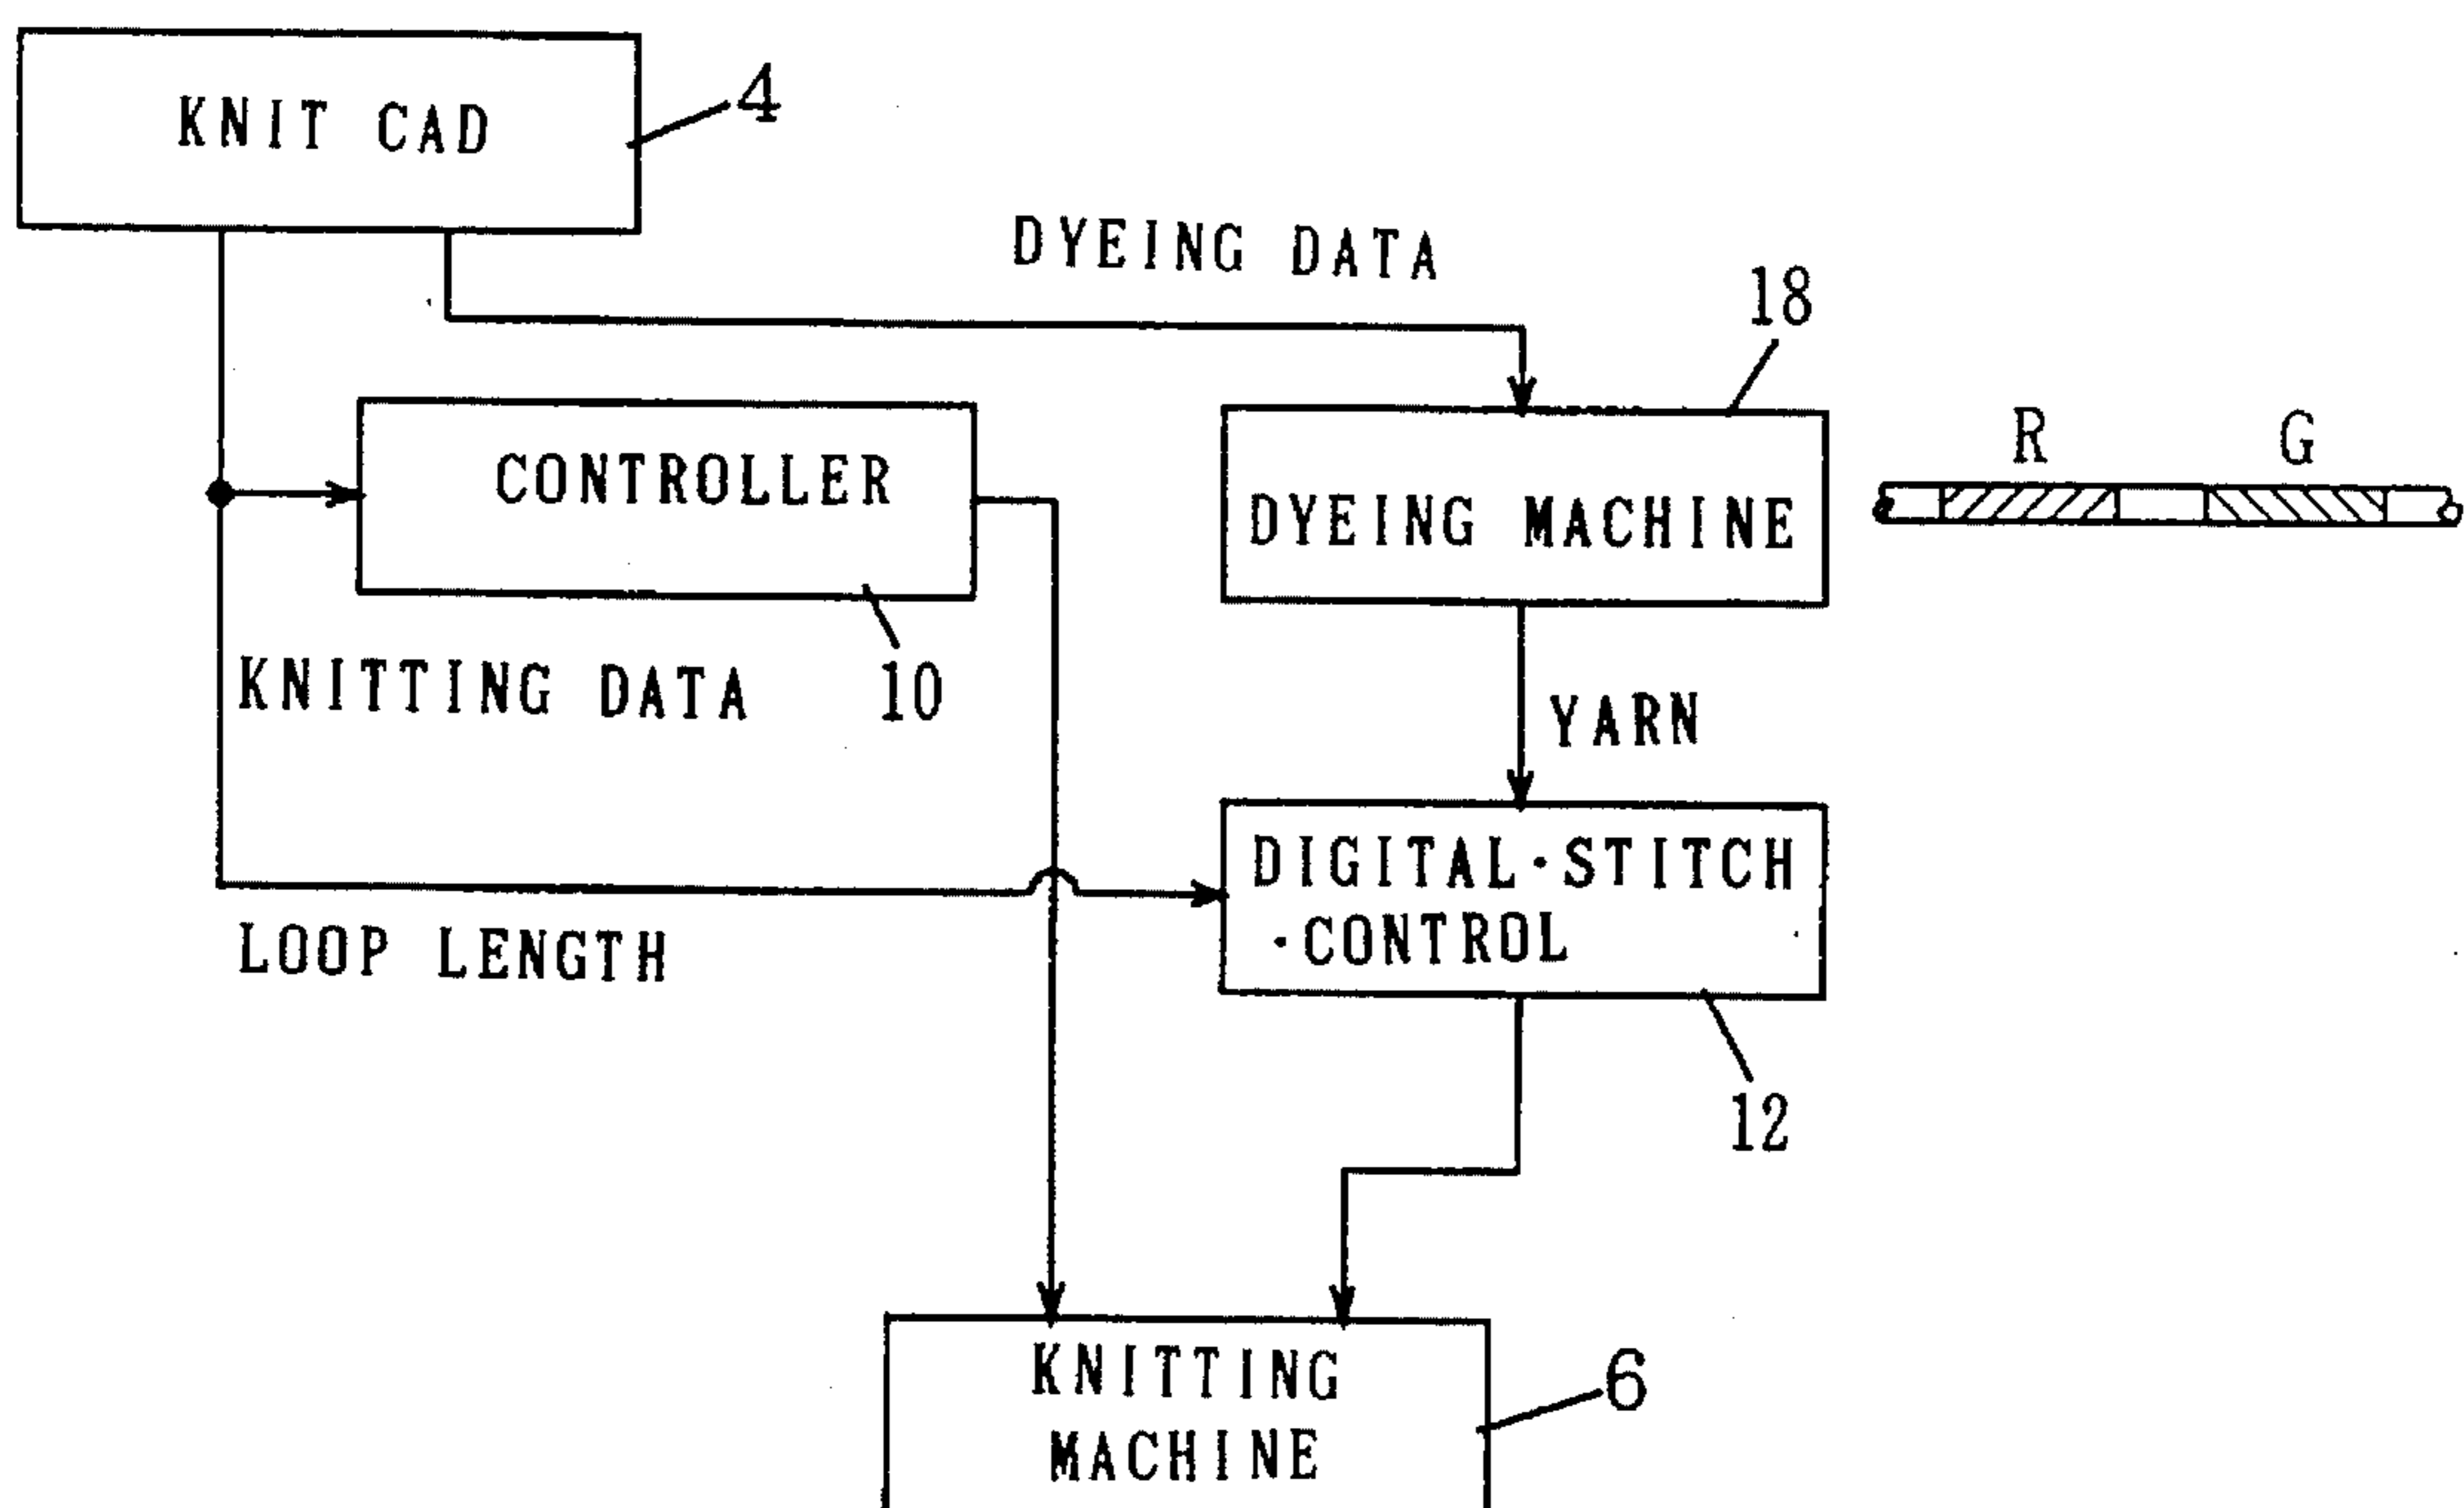 KNIT CAD
4
DYEING DATA
18
CONTROLLER
DYEING MACHINE
R
G
KNITTING DATA
10
YARN
DIGITAL·STITCH
·CONTROL
LOOP LENGTH
12
KNITTING
MACHINE
6